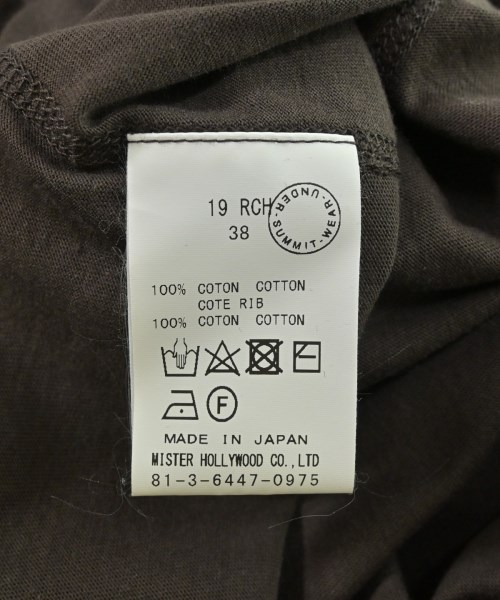 19 RCH
UNDER·SUMMIT·WEAR·
38
100% COTON COTTON
COTE RIB
100% COTON COTTON
F
MADE IN JAPAN
MISTER HOLLYWOOD CO.,LTD
81-3-6447-0975